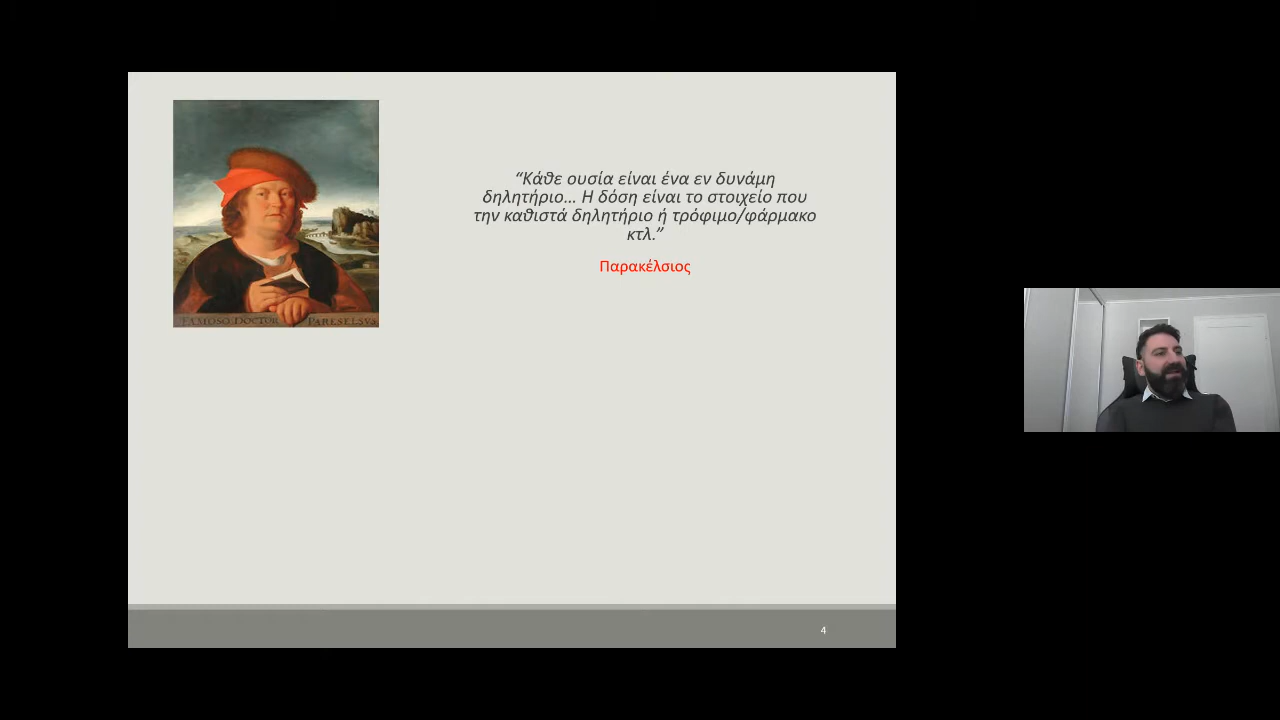 “Κάθε ουσία είναι ένα εν δυνάμη
δηλητήριο... Η δόση είναι το στοιχείο που
την καθιστά δηλητήριο ή τρόφιμο/φάρμακο
κτλ.”
Παρακέλσιος
FAMOSO DOCTOR PARESELSVS
4